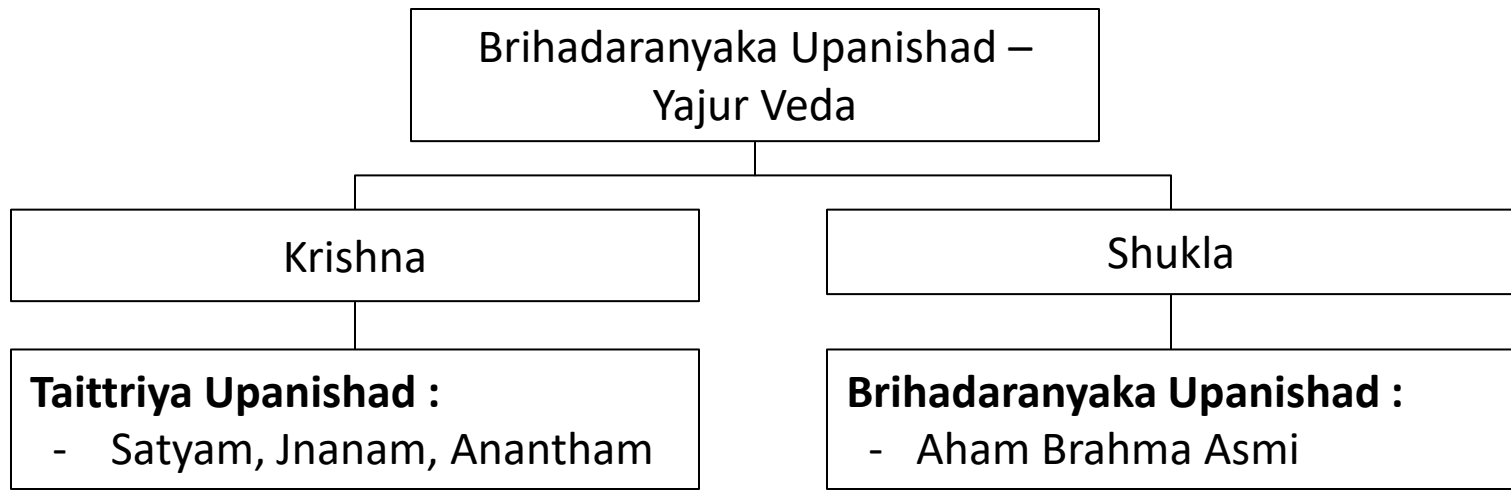 Brihadaranyaka Upanishad –
Yajur Veda
Krishna
Shukla
Taittriya Upanishad :
- Satyam, Jnanam, Anantham
Brihadaranyaka Upanishad :
- Aham Brahma Asmi